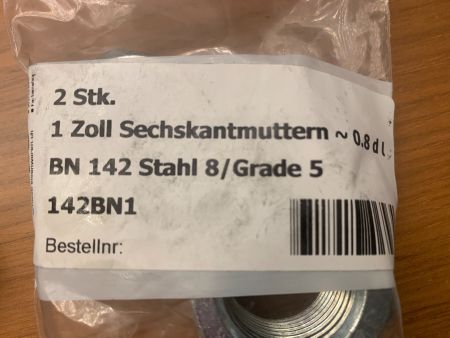 2 Stk.
1 Zoll Sechskantmuttern ~ 0.8 d l
BN 142 Stahl 8/Grade 5
142BN1
Bestellnr: